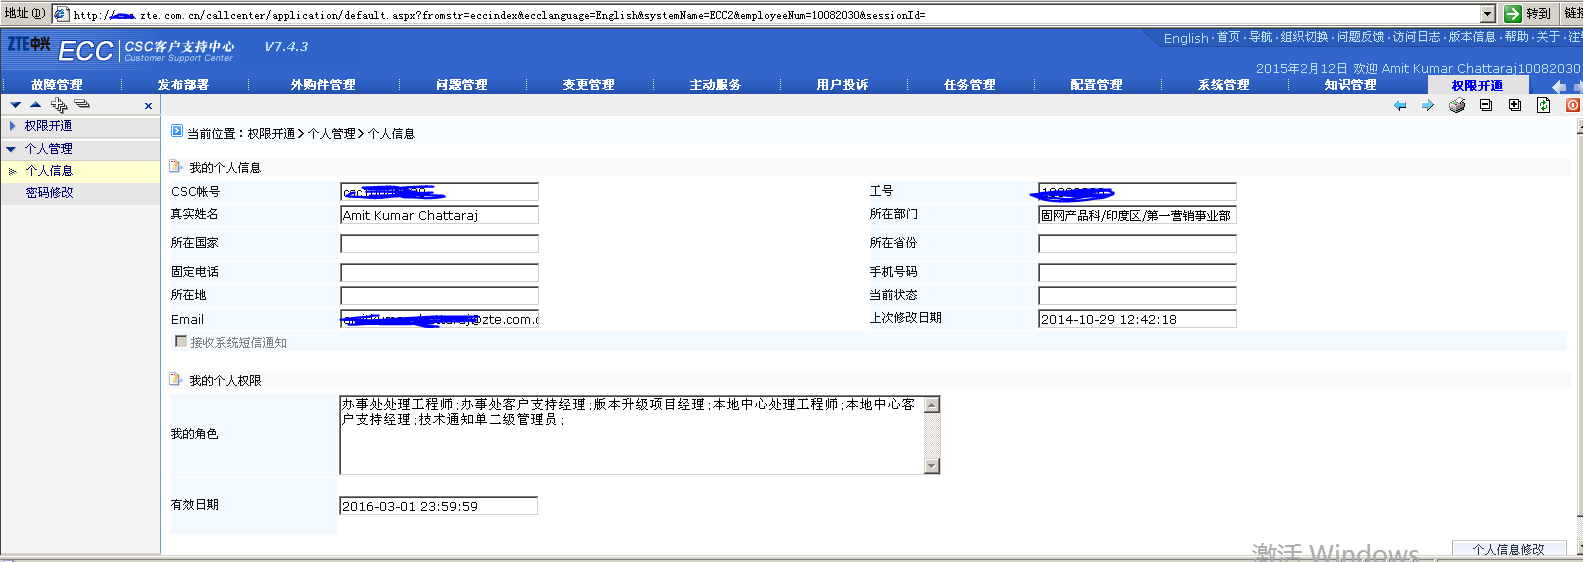 地址(D) http://.zte.com.cn/callcenter/application/default.aspx?fromstr=eccindex&ecclanguage=English&systemName=ECC2&employeeNum=10082030&sessionId= 转到 链接
ZTE中兴 ECC CSC客户支持中心 V7.4.3
Customer Support Center
English·首页·导航·组织切换·问题反馈·访问日志·版本信息·帮助·关于·注
2015年2月12日 欢迎 Amit Kumar Chattaraj10082030
故障管理 发布部署 外购件管理 问题管理 变更管理 主动服务 用户投诉 任务管理 配置管理 系统管理 知识管理 权限开通
权限开通
个人管理
个人信息
密码修改
当前位置：权限开通>个人管理>个人信息
我的个人信息
CSC帐号 工号
真实姓名 Amit Kumar Chattaraj 所在部门 固网产品科/印度区/第一营销事业部
所在国家 所在省份
固定电话 手机号码
所在地 当前状态
Email @zte.com.c 上次修改日期 2014-10-29 12:42:18
接收系统短信通知
我的个人权限
我的角色 办事处处理工程师;办事处客户支持经理;版本升级项目经理;本地中心处理工程师;本地中心客
户支持经理;技术通知单二级管理员;
有效日期 2016-03-01 23:59:59
激活 Windows
个人信息修改